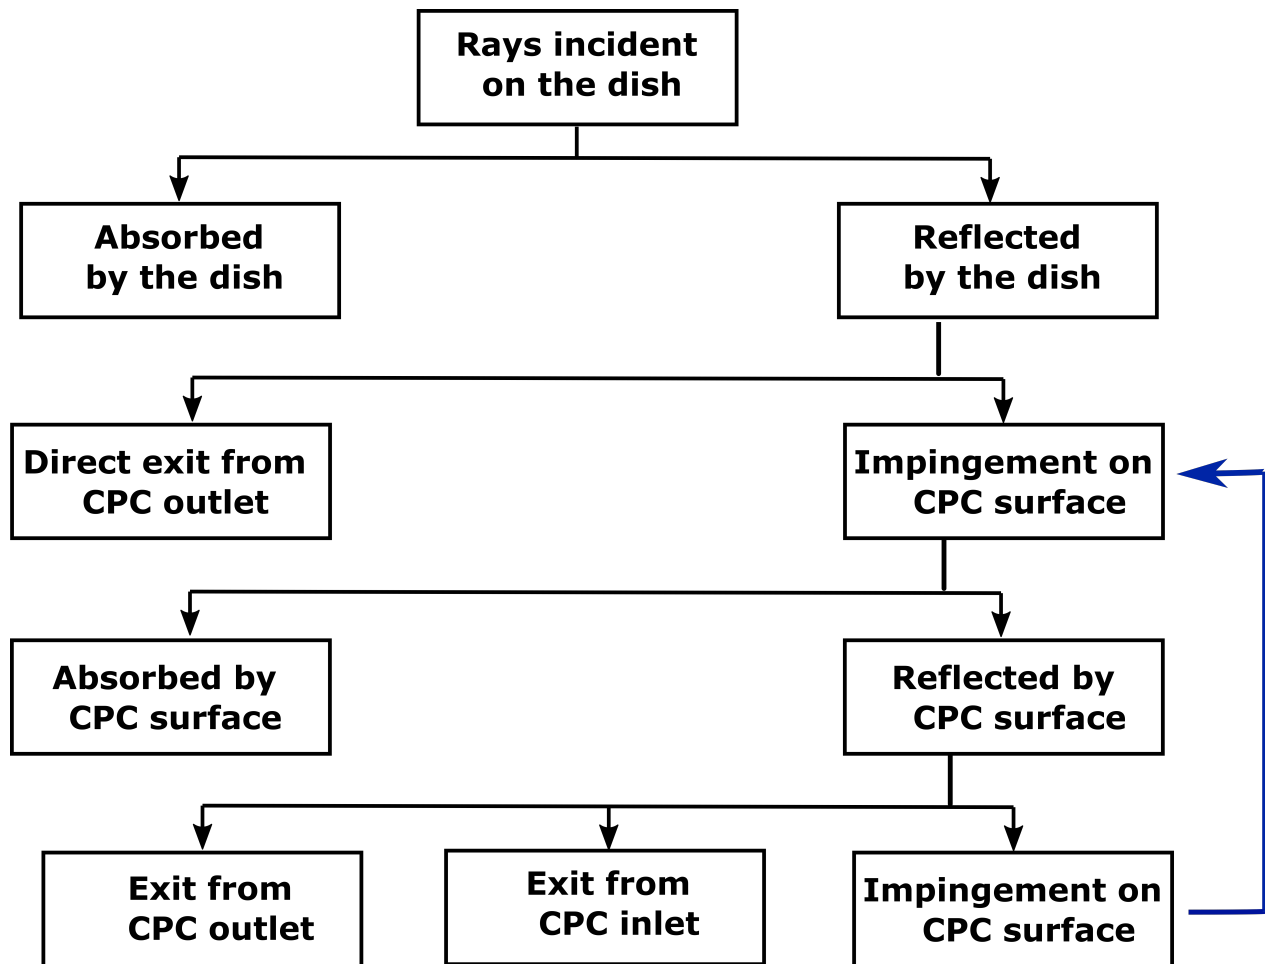 Rays incident
on the dish
Absorbed
by the dish
Reflected
by the dish
Direct exit from
CPC outlet
Impingement on
CPC surface
Absorbed by
CPC surface
Reflected by
CPC surface
Exit from
CPC outlet
Exit from
CPC inlet
Impingement on
CPC surface